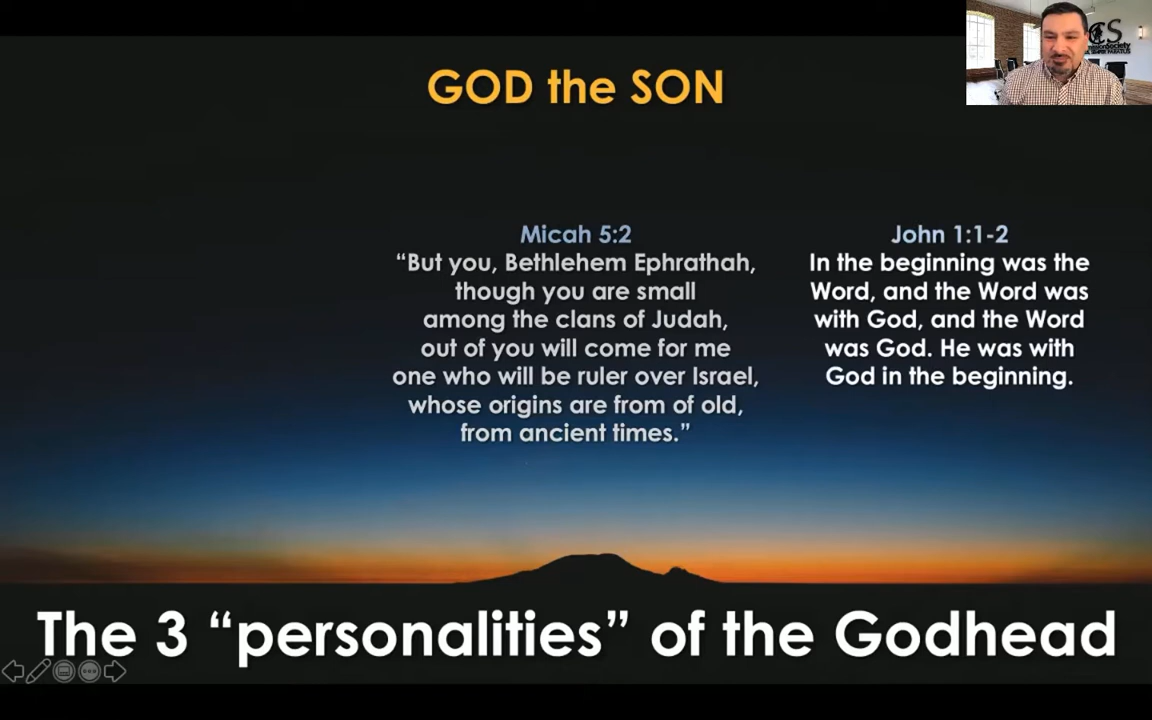 GOD the SON
Micah 5:2
“But you, Bethlehem Ephrathah,
though you are small
among the clans of Judah,
out of you will come for me
one who will be ruler over Israel,
whose origins are from of old,
from ancient times.”
John 1:1-2
In the beginning was the
Word, and the Word was
with God, and the Word
was God. He was with
God in the beginning.
The 3 “personalities” of the Godhead
CS